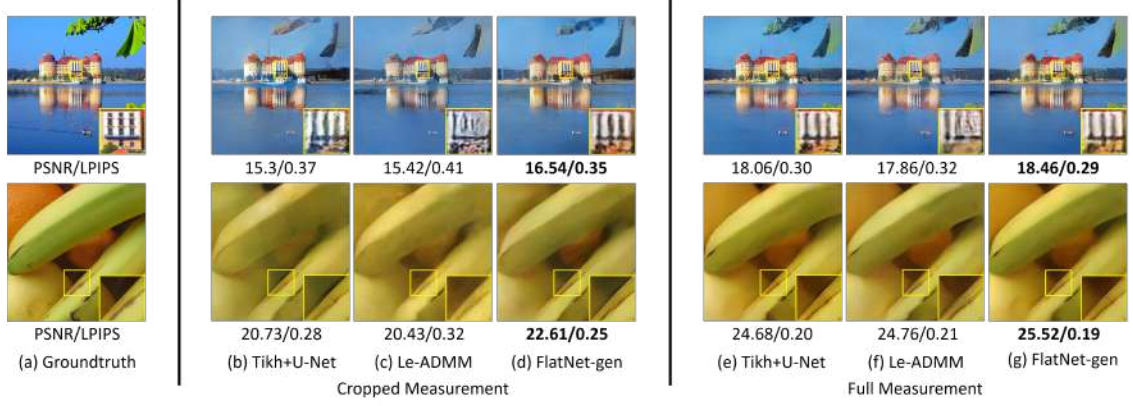 PSNR/LPIPS 15.3/0.37 15.42/0.41 16.54/0.35 18.06/0.30 17.86/0.32 18.46/0.29
PSNR/LPIPS 20.73/0.28 20.43/0.32 22.61/0.25 24.68/0.20 24.76/0.21 25.52/0.19
(a) Groundtruth (b) Tikh+U-Net (c) Le-ADMM (d) FlatNet-gen (e) Tikh+U-Net (f) Le-ADMM (g) FlatNet-gen
Cropped Measurement Full Measurement